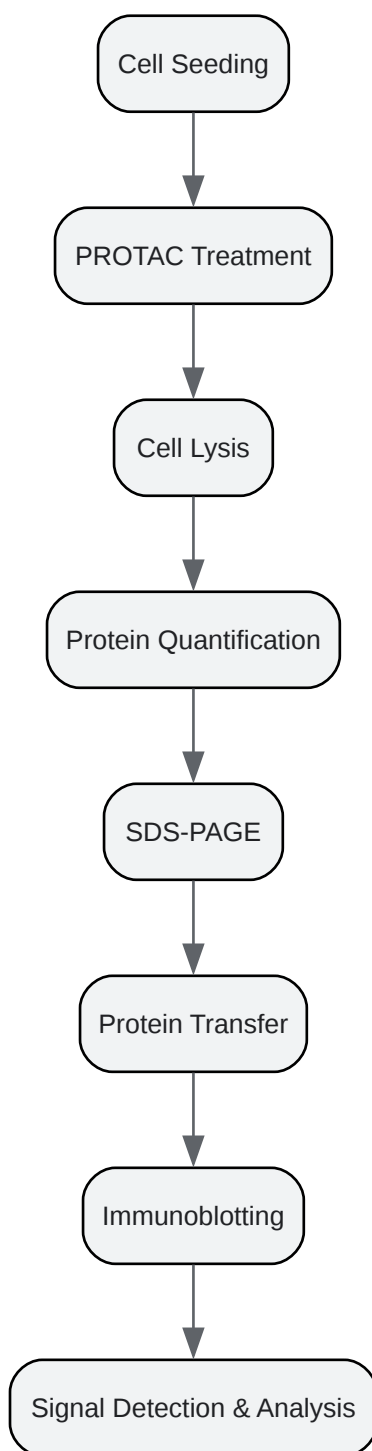 Cell Seeding
PROTAC Treatment
Cell Lysis
Protein Quantification
SDS-PAGE
Protein Transfer
Immunoblotting
Signal Detection & Analysis